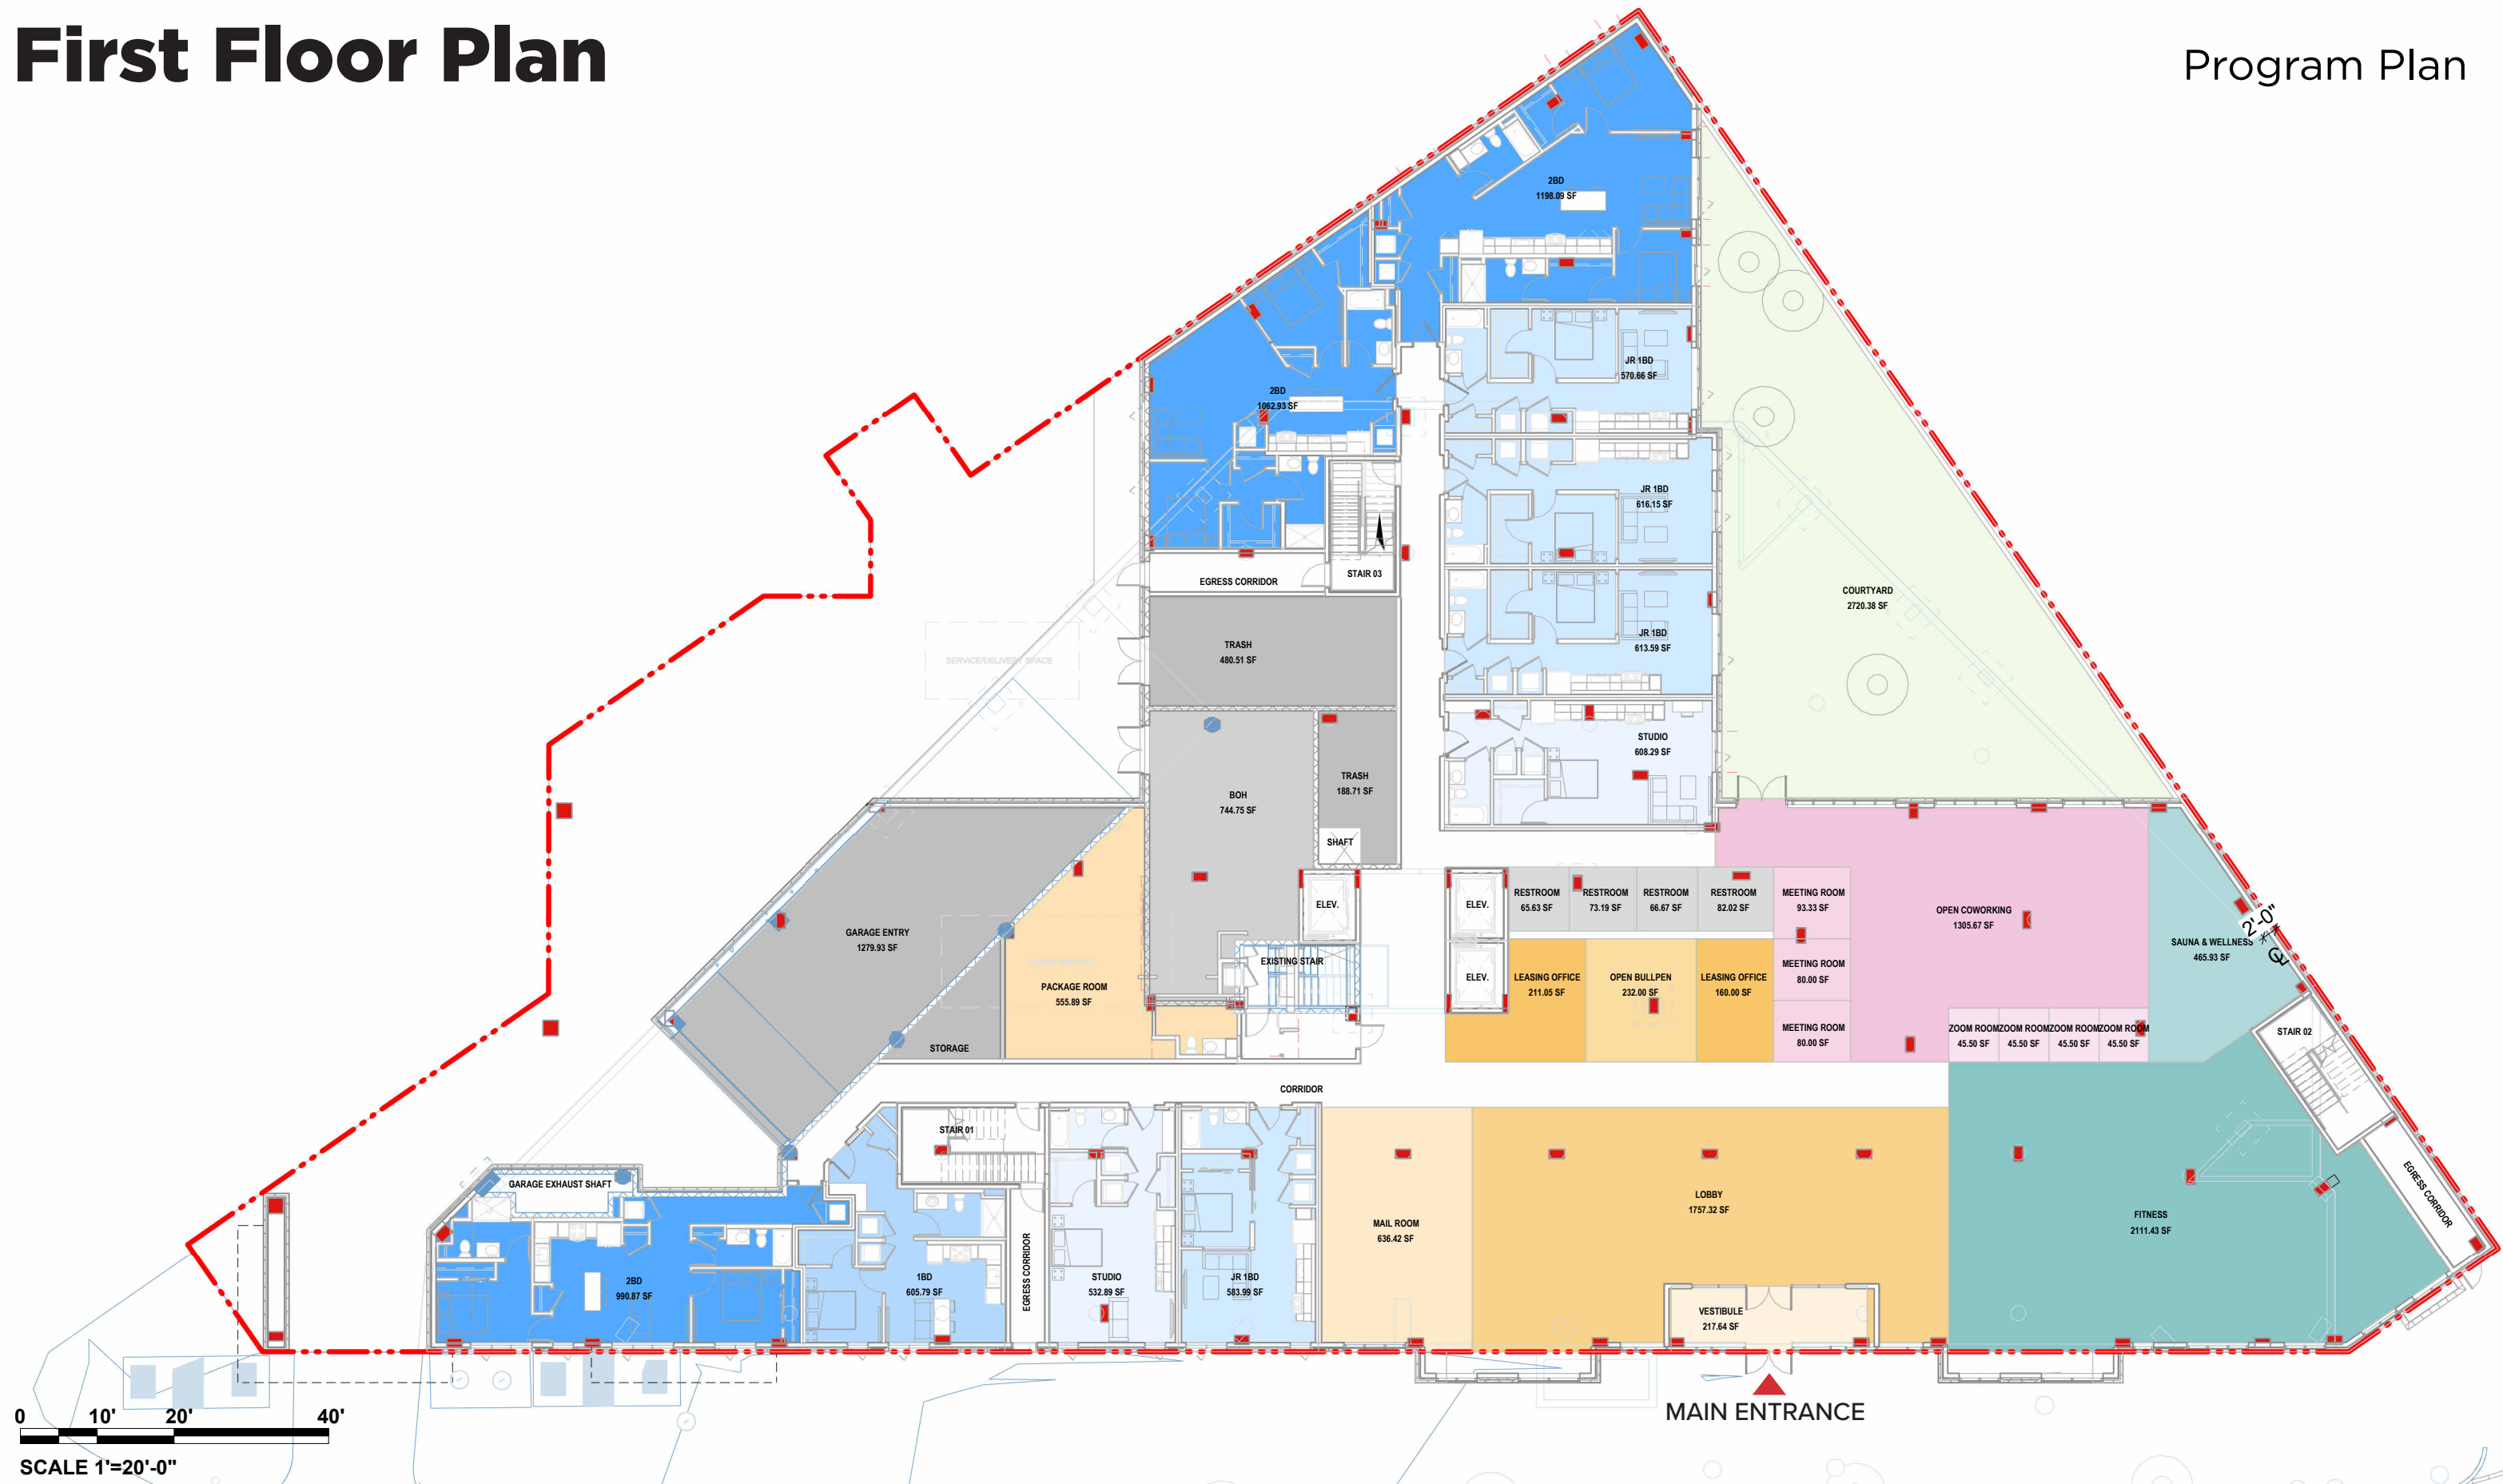 First Floor Plan
Program Plan
2BD
1198.09 SF
JR 1BD
570.66 SF
2BD
1062.93 SF
JR 1BD
616.15 SF
STAIR 03
EGRESS CORRIDOR
COURTYARD
2720.38 SF
JR 1BD
613.59 SF
TRASH
480.51 SF
SERVICE/DELIVERY SPACE
STUDIO
608.29 SF
TRASH
188.71 SF
BOH
744.75 SF
SHAFT
ELEV.
ELEV.
RESTROOM
65.63 SF
RESTROOM
73.19 SF
RESTROOM
66.67 SF
RESTROOM
82.02 SF
MEETING ROOM
93.33 SF
OPEN COWORKING
1305.67 SF
2'-0"
SAUNA & WELLNESS
465.93 SF
GARAGE ENTRY
1279.93 SF
EXISTING STAIR
ELEV.
LEASING OFFICE
211.05 SF
OPEN BULLPEN
232.00 SF
LEASING OFFICE
160.00 SF
MEETING ROOM
80.00 SF
PACKAGE ROOM
555.89 SF
MEETING ROOM
80.00 SF
ZOOM ROOM
45.50 SF
ZOOM ROOM
45.50 SF
ZOOM ROOM
45.50 SF
ZOOM ROOM
45.50 SF
STAIR 02
STORAGE
CORRIDOR
STAIR 01
GARAGE EXHAUST SHAFT
EGRESS CORRIDOR
LOBBY
1757.32 SF
MAIL ROOM
636.42 SF
FITNESS
2111.43 SF
2BD
990.87 SF
1BD
605.79 SF
EGRESS CORRIDOR
STUDIO
532.89 SF
JR 1BD
583.99 SF
VESTIBULE
217.64 SF
MAIN ENTRANCE
0 10' 20' 40'
SCALE 1'=20'-0"